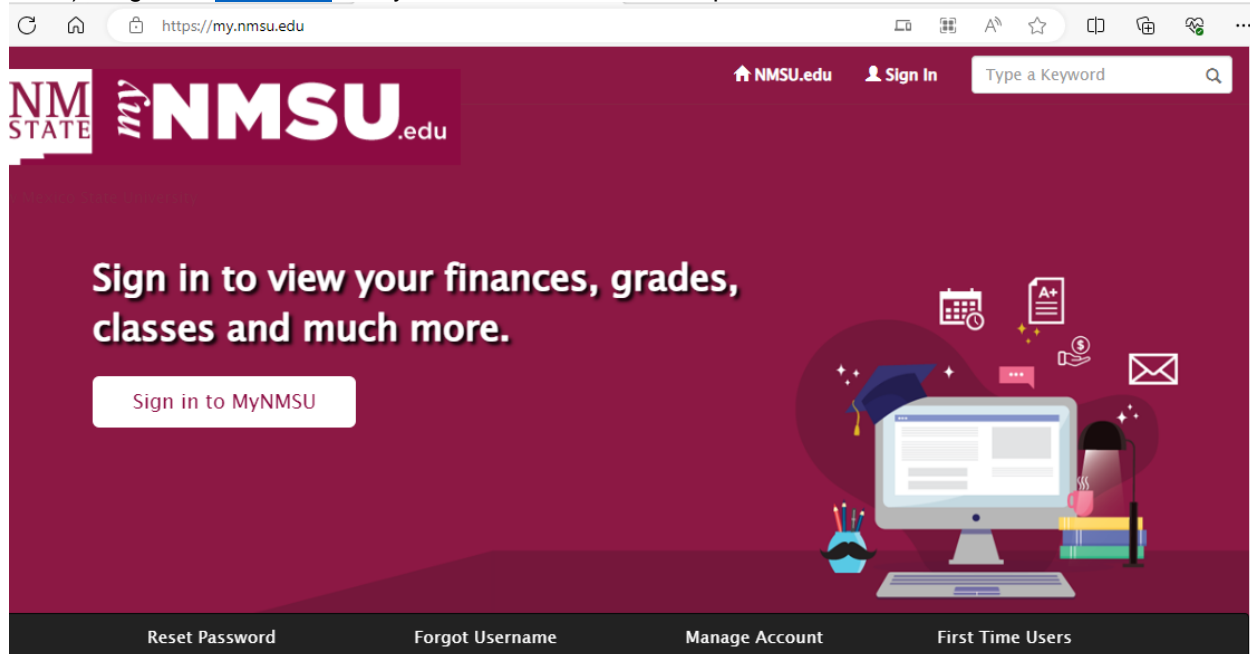 https://my.nmsu.edu
NMSU.edu Sign In Type a Keyword
NM
STATE
my NMSU.edu
Sign in to view your finances, grades,
classes and much more.
Sign in to MyNMSU
A+
$
Reset Password Forgot Username Manage Account First Time Users